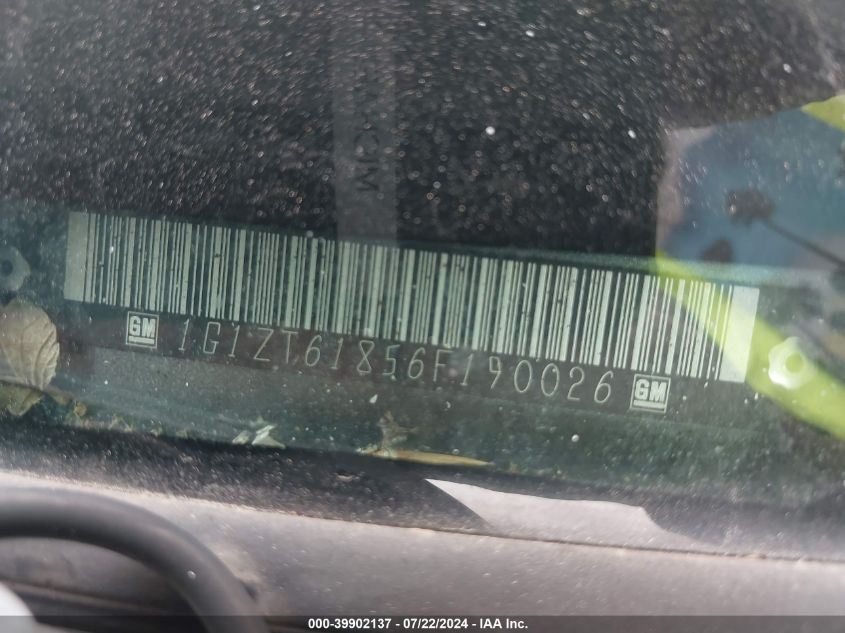 GM 1G1ZT61856F190026 GM
000-39902137 - 07/22/2024 - IAA Inc.